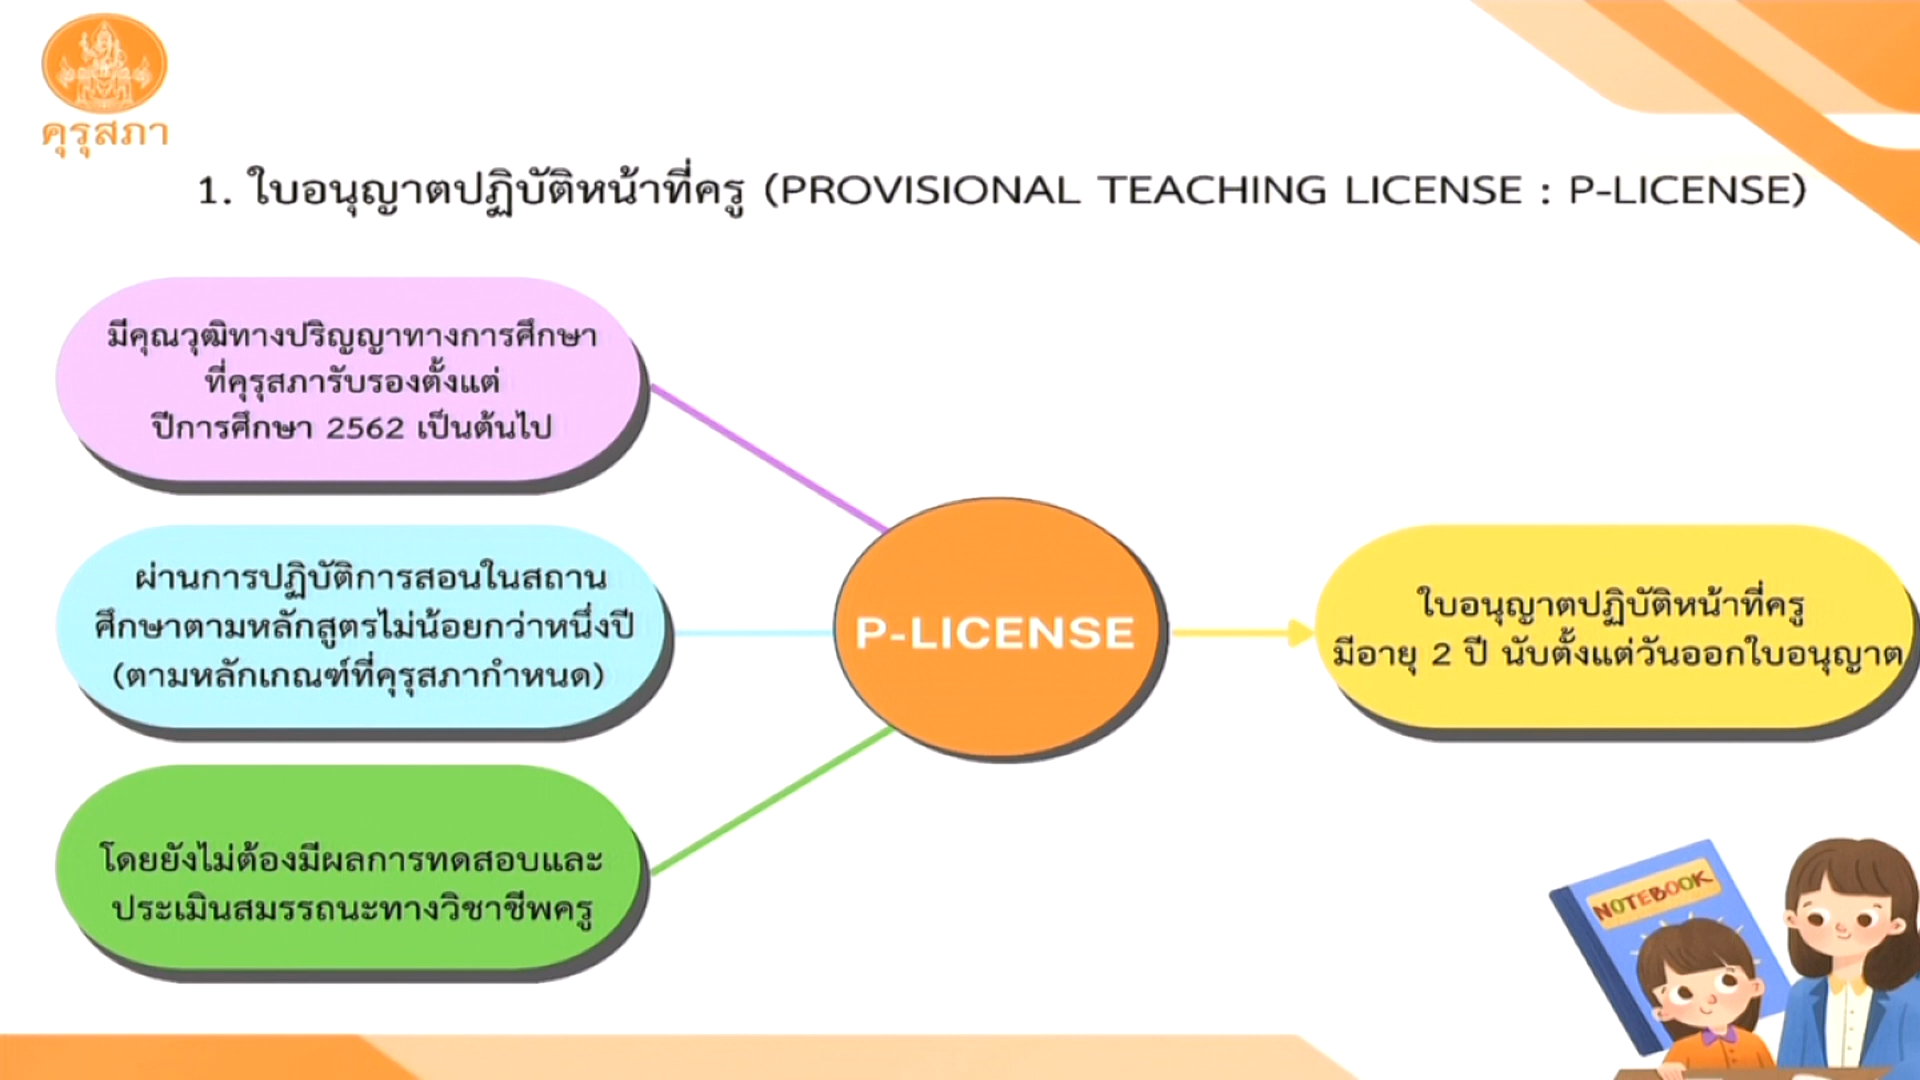 คุรุสภา
1. ใบอนุญาตปฏิบัติหน้าที่ครู (PROVISIONAL TEACHING LICENSE : P-LICENSE)
มีคุณวุฒิทางปริญญาทางการศึกษา
ที่คุรุสภารับรองตั้งแต่
ปีการศึกษา 2562 เป็นต้นไป
ผ่านการปฏิบัติการสอนในสถาน
ศึกษาตามหลักสูตรไม่น้อยกว่าหนึ่งปี
(ตามหลักเกณฑ์ที่คุรุสภากำหนด)
โดยยังไม่ต้องมีผลการทดสอบและ
ประเมินสมรรถนะทางวิชาชีพครู
P-LICENSE
ใบอนุญาตปฏิบัติหน้าที่ครู
มีอายุ 2 ปี นับตั้งแต่วันออกใบอนุญาต
NOTEBOOK